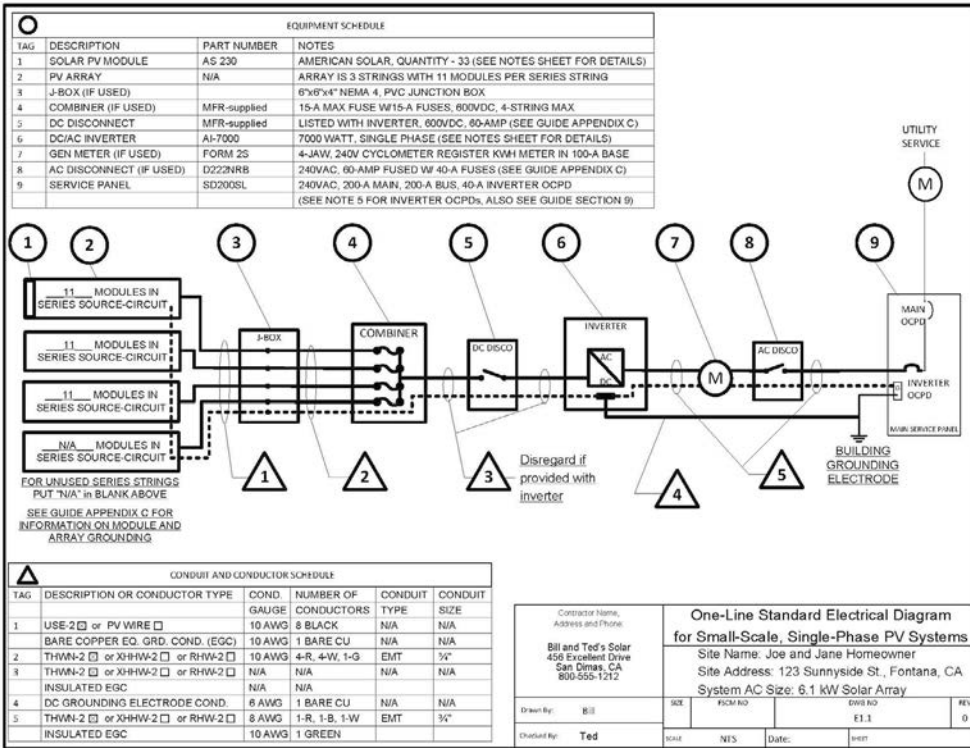 EQUIPMENT SCHEDULE
TAG DESCRIPTION PART NUMBER NOTES
1 SOLAR PV MODULE AS 230 AMERICAN SOLAR, QUANTITY - 33 (SEE NOTES SHEET FOR DETAILS)
2 PV ARRAY N/A ARRAY IS 3 STRINGS WITH 11 MODULES PER SERIES STRING
3 J-BOX (IF USED) 6"x6"x4" NEMA 4, PVC JUNCTION BOX
4 COMBINER (IF USED) MFR-supplied 15-A MAX FUSE W/15-A FUSES, 600VDC, 4-STRING MAX
5 DC DISCONNECT MFR-supplied LISTED WITH INVERTER, 600VDC, 60-AMP (SEE GUIDE APPENDIX C)
6 DC/AC INVERTER AI-7000 7000 WATT, SINGLE PHASE (SEE NOTES SHEET FOR DETAILS)
7 GEN METER (IF USED) FORM 2S 4-JAW, 240V CYCLOMETER REGISTER KWH METER IN 100-A BASE
8 AC DISCONNECT (IF USED) D222NRB 240VAC, 60-AMP FUSED W/ 40-A FUSES (SEE GUIDE APPENDIX C)
9 SERVICE PANEL SD200SL 240VAC, 200-A MAIN, 200-A BUS, 40-A INVERTER OCPD
(SEE NOTE 5 FOR INVERTER OCPDs, ALSO SEE GUIDE SECTION 9)
UTILITY
SERVICE
M
1 2 3 4 5 6 7 8 9
11 MODULES IN
SERIES SOURCE-CIRCUIT
11 MODULES IN
SERIES SOURCE-CIRCUIT
11 MODULES IN
SERIES SOURCE-CIRCUIT
N/A MODULES IN
SERIES SOURCE-CIRCUIT
J-BOX
COMBINER
DC DISCO
INVERTER
AC
DC
M
AC DISCO
MAIN
OCPD
INVERTER
OCPD
G
MAIN SERVICE PANEL
BUILDING
GROUNDING
ELECTRODE
FOR UNUSED SERIES STRINGS
PUT "N/A" in BLANK ABOVE
SEE GUIDE APPENDIX C FOR
INFORMATION ON MODULE AND
ARRAY GROUNDING
1 2 3 4 5
Disregard if
provided with
inverter
CONDUIT AND CONDUCTOR SCHEDULE
TAG DESCRIPTION OR CONDUCTOR TYPE COND. NUMBER OF CONDUIT CONDUIT
GAUGE CONDUCTORS TYPE SIZE
1 USE-2 ☒ or PV WIRE ☐ 10 AWG 8 BLACK N/A N/A
BARE COPPER EQ. GRD. COND. (EGC) 10 AWG 1 BARE CU N/A N/A
2 THWN-2 ☒ or XHHW-2 ☐ or RHW-2 ☐ 10 AWG 4-R, 4-W, 1-G EMT ¾"
3 THWN-2 ☒ or XHHW-2 ☐ or RHW-2 ☐ N/A N/A N/A N/A
INSULATED EGC N/A N/A
4 DC GROUNDING ELECTRODE COND. 6 AWG 1 BARE CU N/A N/A
5 THWN-2 ☒ or XHHW-2 ☐ or RHW-2 ☐ 8 AWG 1-R, 1-B, 1-W EMT ¾"
INSULATED EGC 10 AWG 1 GREEN
Contractor Name,
Address and Phone:
Bill and Ted's Solar
456 Excellent Drive
San Dimas, CA
800-555-1212
One-Line Standard Electrical Diagram
for Small-Scale, Single-Phase PV Systems
Site Name: Joe and Jane Homeowner
Site Address: 123 Sunnyside St., Fontana, CA
System AC Size: 6.1 kW Solar Array
Drawn By: Bill
SIZE FSCM NO DWG NO REV
E1.1 0
Checked By: Ted
SCALE NTS Date: SHEET